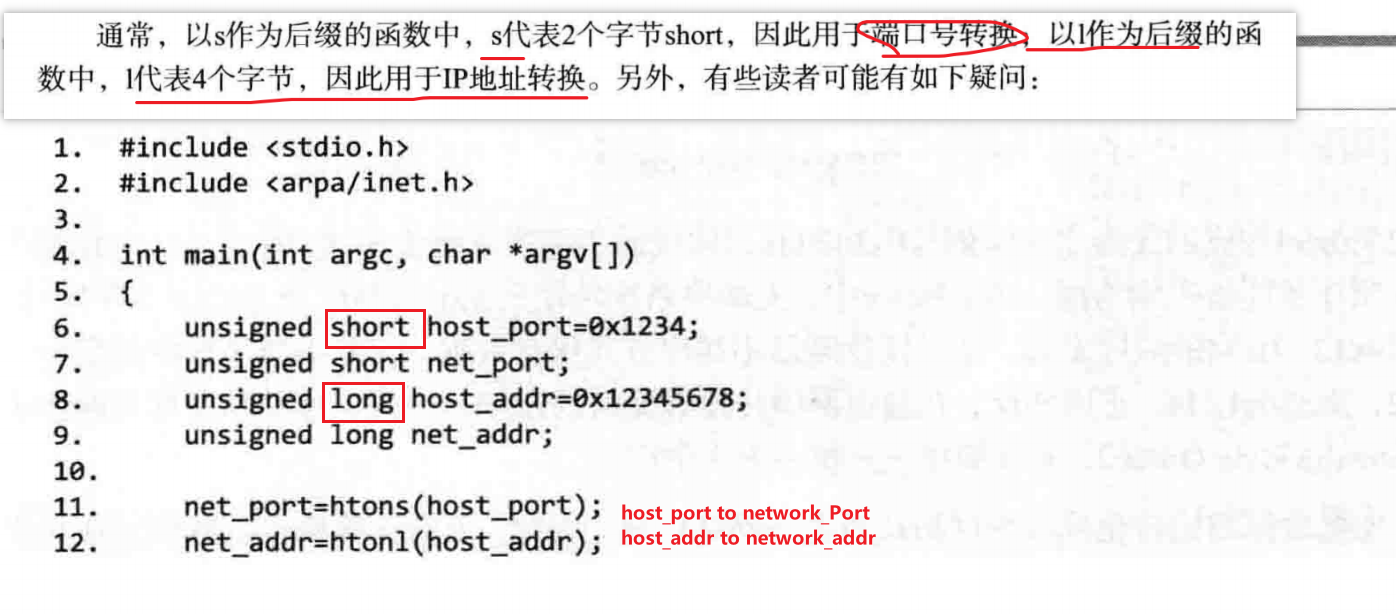 通常，以s作为后缀的函数中，s代表2个字节short，因此用于端口号转换，以l作为后缀的函
数中，l代表4个字节，因此用于IP地址转换。另外，有些读者可能有如下疑问：
1. #include <stdio.h>
2. #include <arpa/inet.h>
3.
4. int main(int argc, char *argv[])
5. {
6. unsigned short host_port=0x1234;
7. unsigned short net_port;
8. unsigned long host_addr=0x12345678;
9. unsigned long net_addr;
10.
11. net_port=htons(host_port); host_port to network_Port
12. net_addr=htonl(host_addr); host_addr to network_addr